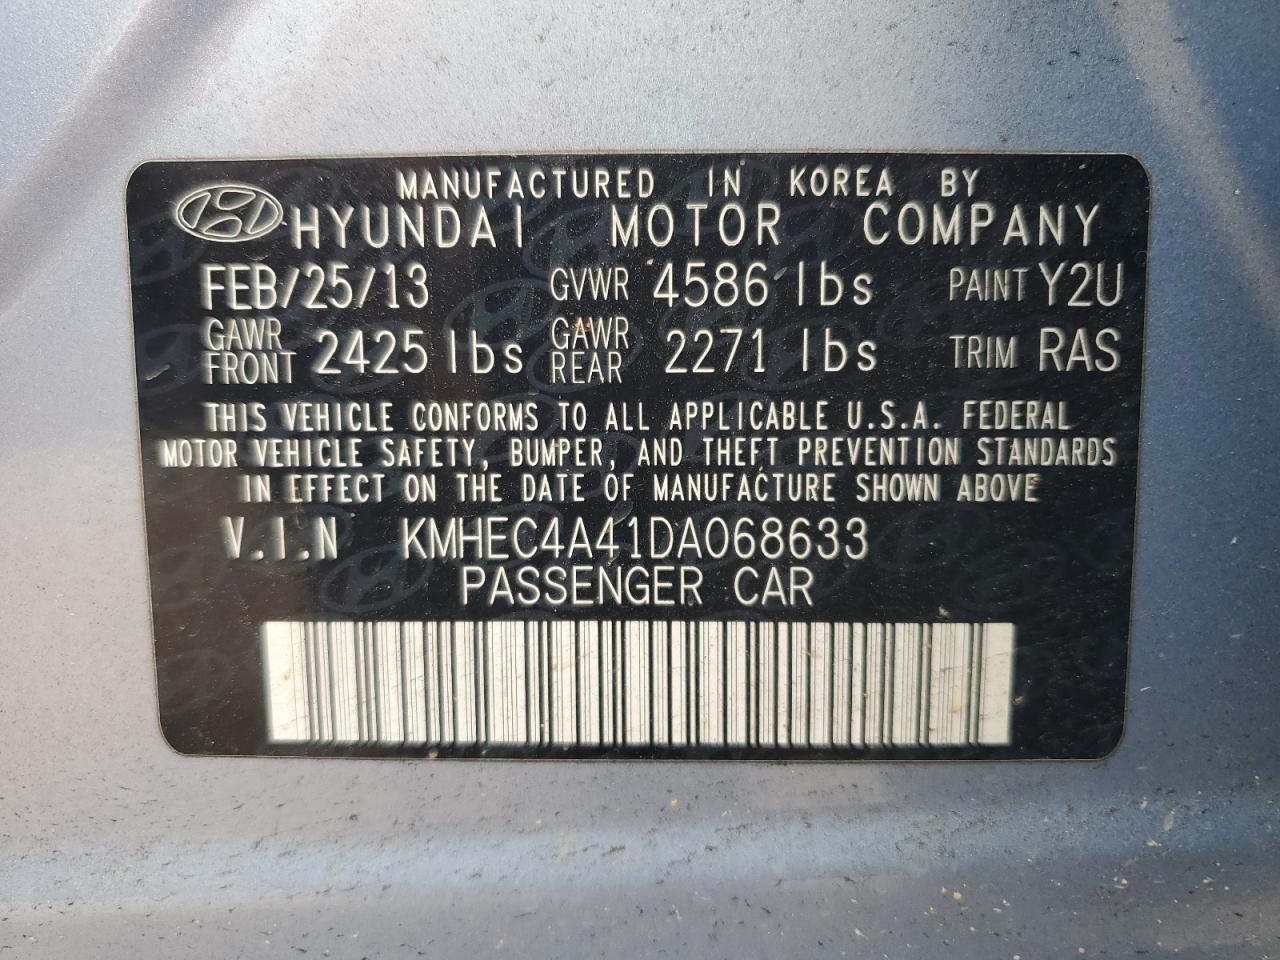 MANUFACTURED IN KOREA BY
HYUNDAI MOTOR COMPANY
FEB/25/13 GVWR 4586 lbs PAINT Y2U
GAWR FRONT 2425 lbs GAWR REAR 2271 lbs TRIM RAS
THIS VEHICLE CONFORMS TO ALL APPLICABLE U.S.A. FEDERAL
MOTOR VEHICLE SAFETY, BUMPER, AND THEFT PREVENTION STANDARDS
IN EFFECT ON THE DATE OF MANUFACTURE SHOWN ABOVE
V.I.N KMHEC4A41DA068633
PASSENGER CAR